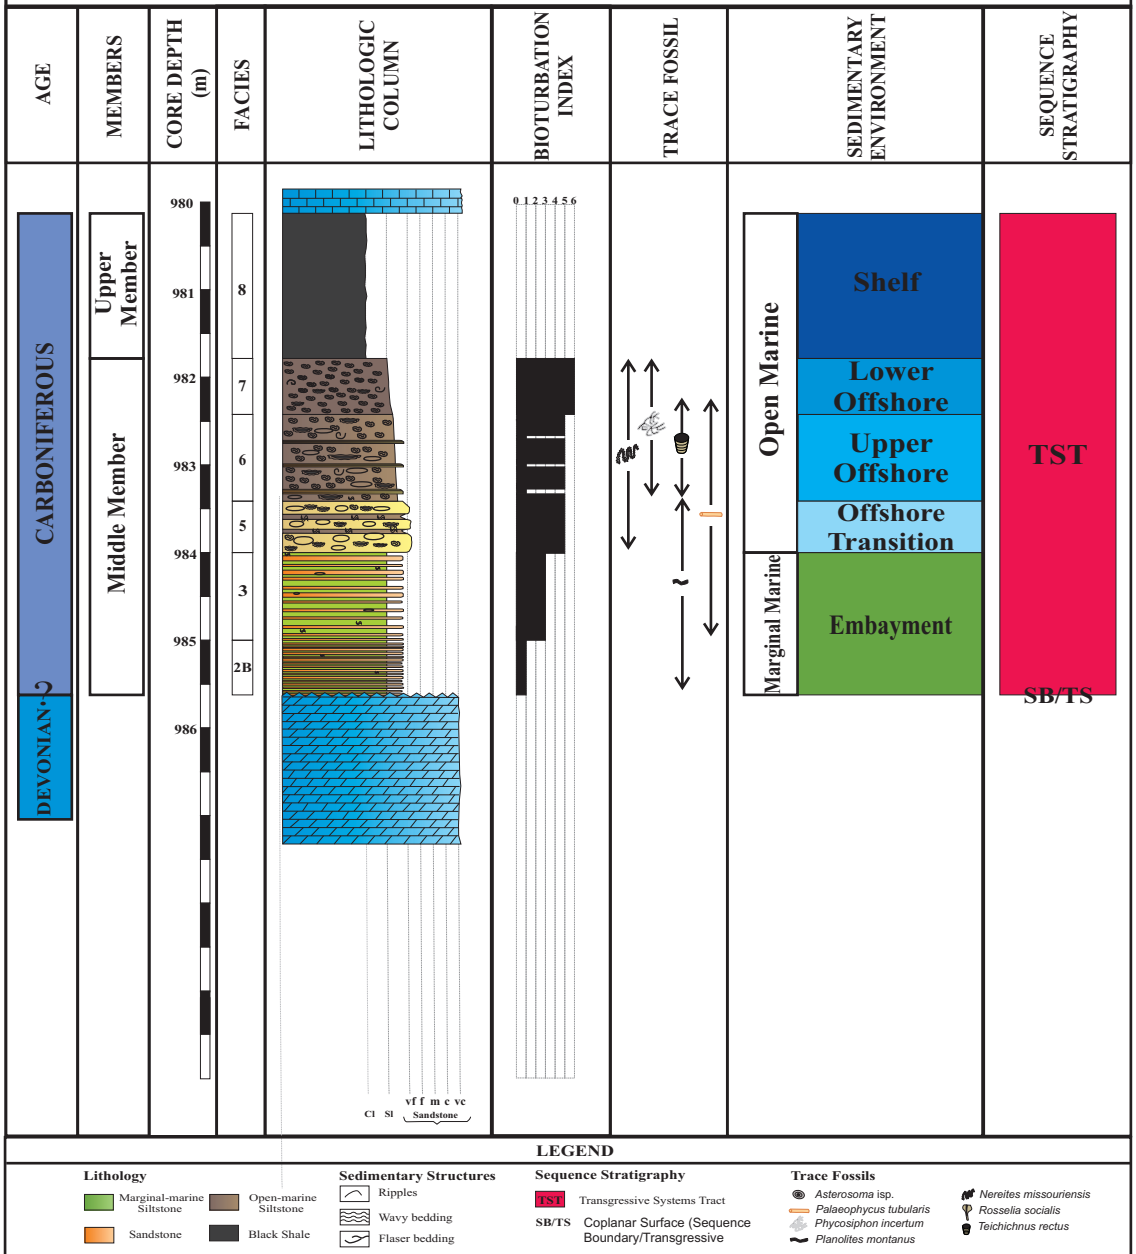 AGE
MEMBERS
CORE DEPTH
(m)
FACIES
LITHOLOGIC
COLUMN
BIOTURBATION
INDEX
TRACE FOSSIL
SEDIMENTARY
ENVIRONMENT
SEQUENCE
STRATIGRAPHY
CARBONIFEROUS
?
DEVONIAN
Upper
Member
Middle Member
980
981
982
983
984
985
986
8
7
6
5
3
2B
0 1 2 3 4 5 6
Open Marine
Marginal Marine
Shelf
Lower
Offshore
Upper
Offshore
Offshore
Transition
Embayment
TST
SB/TS
vf f m c vc
Cl Sl Sandstone
LEGEND
Lithology
Marginal-marine
Siltstone
Open-marine
Siltstone
Sandstone
Black Shale
Sedimentary Structures
Ripples
Wavy bedding
Flaser bedding
Sequence Stratigraphy
TST Transgressive Systems Tract
SB/TS Coplanar Surface (Sequence
Boundary/Transgressive
Trace Fossils
Asterosoma isp.
Palaeophycus tubularis
Phycosiphon incertum
Planolites montanus
Nereites missouriensis
Rosselia socialis
Teichichnus rectus